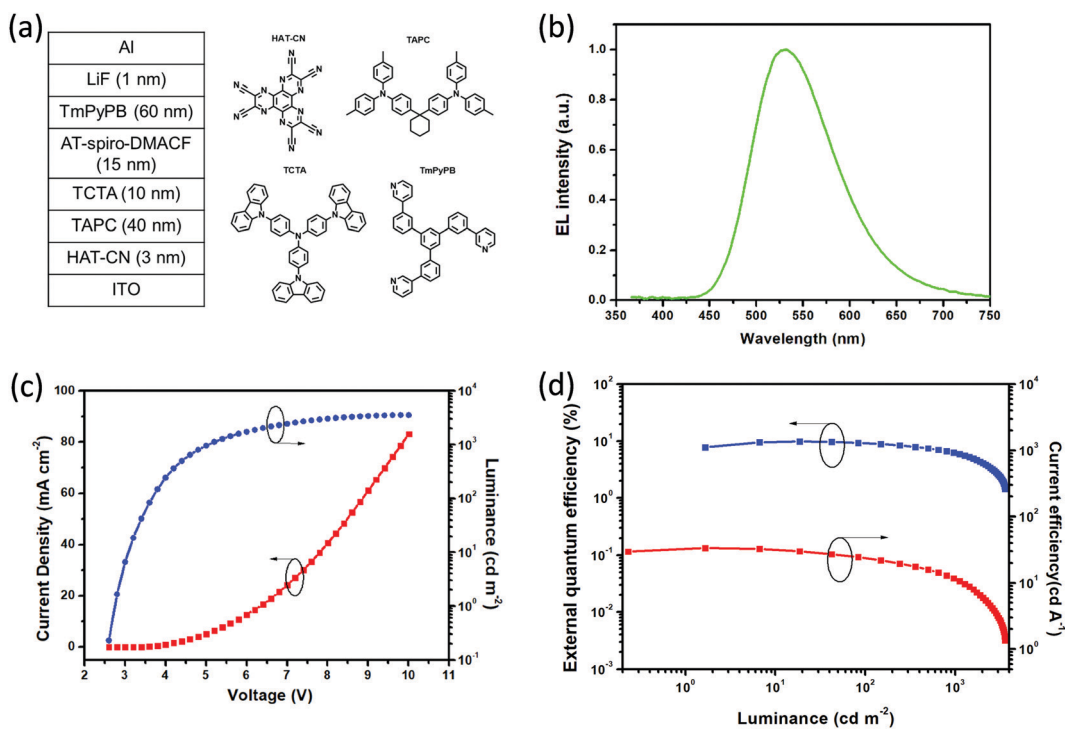 (a)
Al
LiF (1 nm)
TmPyPB (60 nm)
AT-spiro-DMACF
(15 nm)
TCTA (10 nm)
TAPC (40 nm)
HAT-CN (3 nm)
ITO
HAT-CN
N
N
N
N
N
N
N
N
N
N
N
N
TAPC
N
N
TCTA
N
N
N
N
TmPyPB
N
N
N
(b)
EL intensity (a.u.)
1.0
0.8
0.6
0.4
0.2
0.0
350 400 450 500 550 600 650 700 750
Wavelength (nm)
(c)
Current Density (mA cm-2)
100
80
60
40
20
0
2 3 4 5 6 7 8 9 10 11
Voltage (V)
10^4
10^3
10^2
10^1
10^0
10^-1
Luminance (cd m-2)
(d)
External quantum efficiency (%)
10^2
10^1
10^0
10^-1
10^-2
10^-3
10^0 10^1 10^2 10^3
Luminance (cd m-2)
10^4
10^3
10^2
10^1
10^0
Current efficiency(cd A-1)